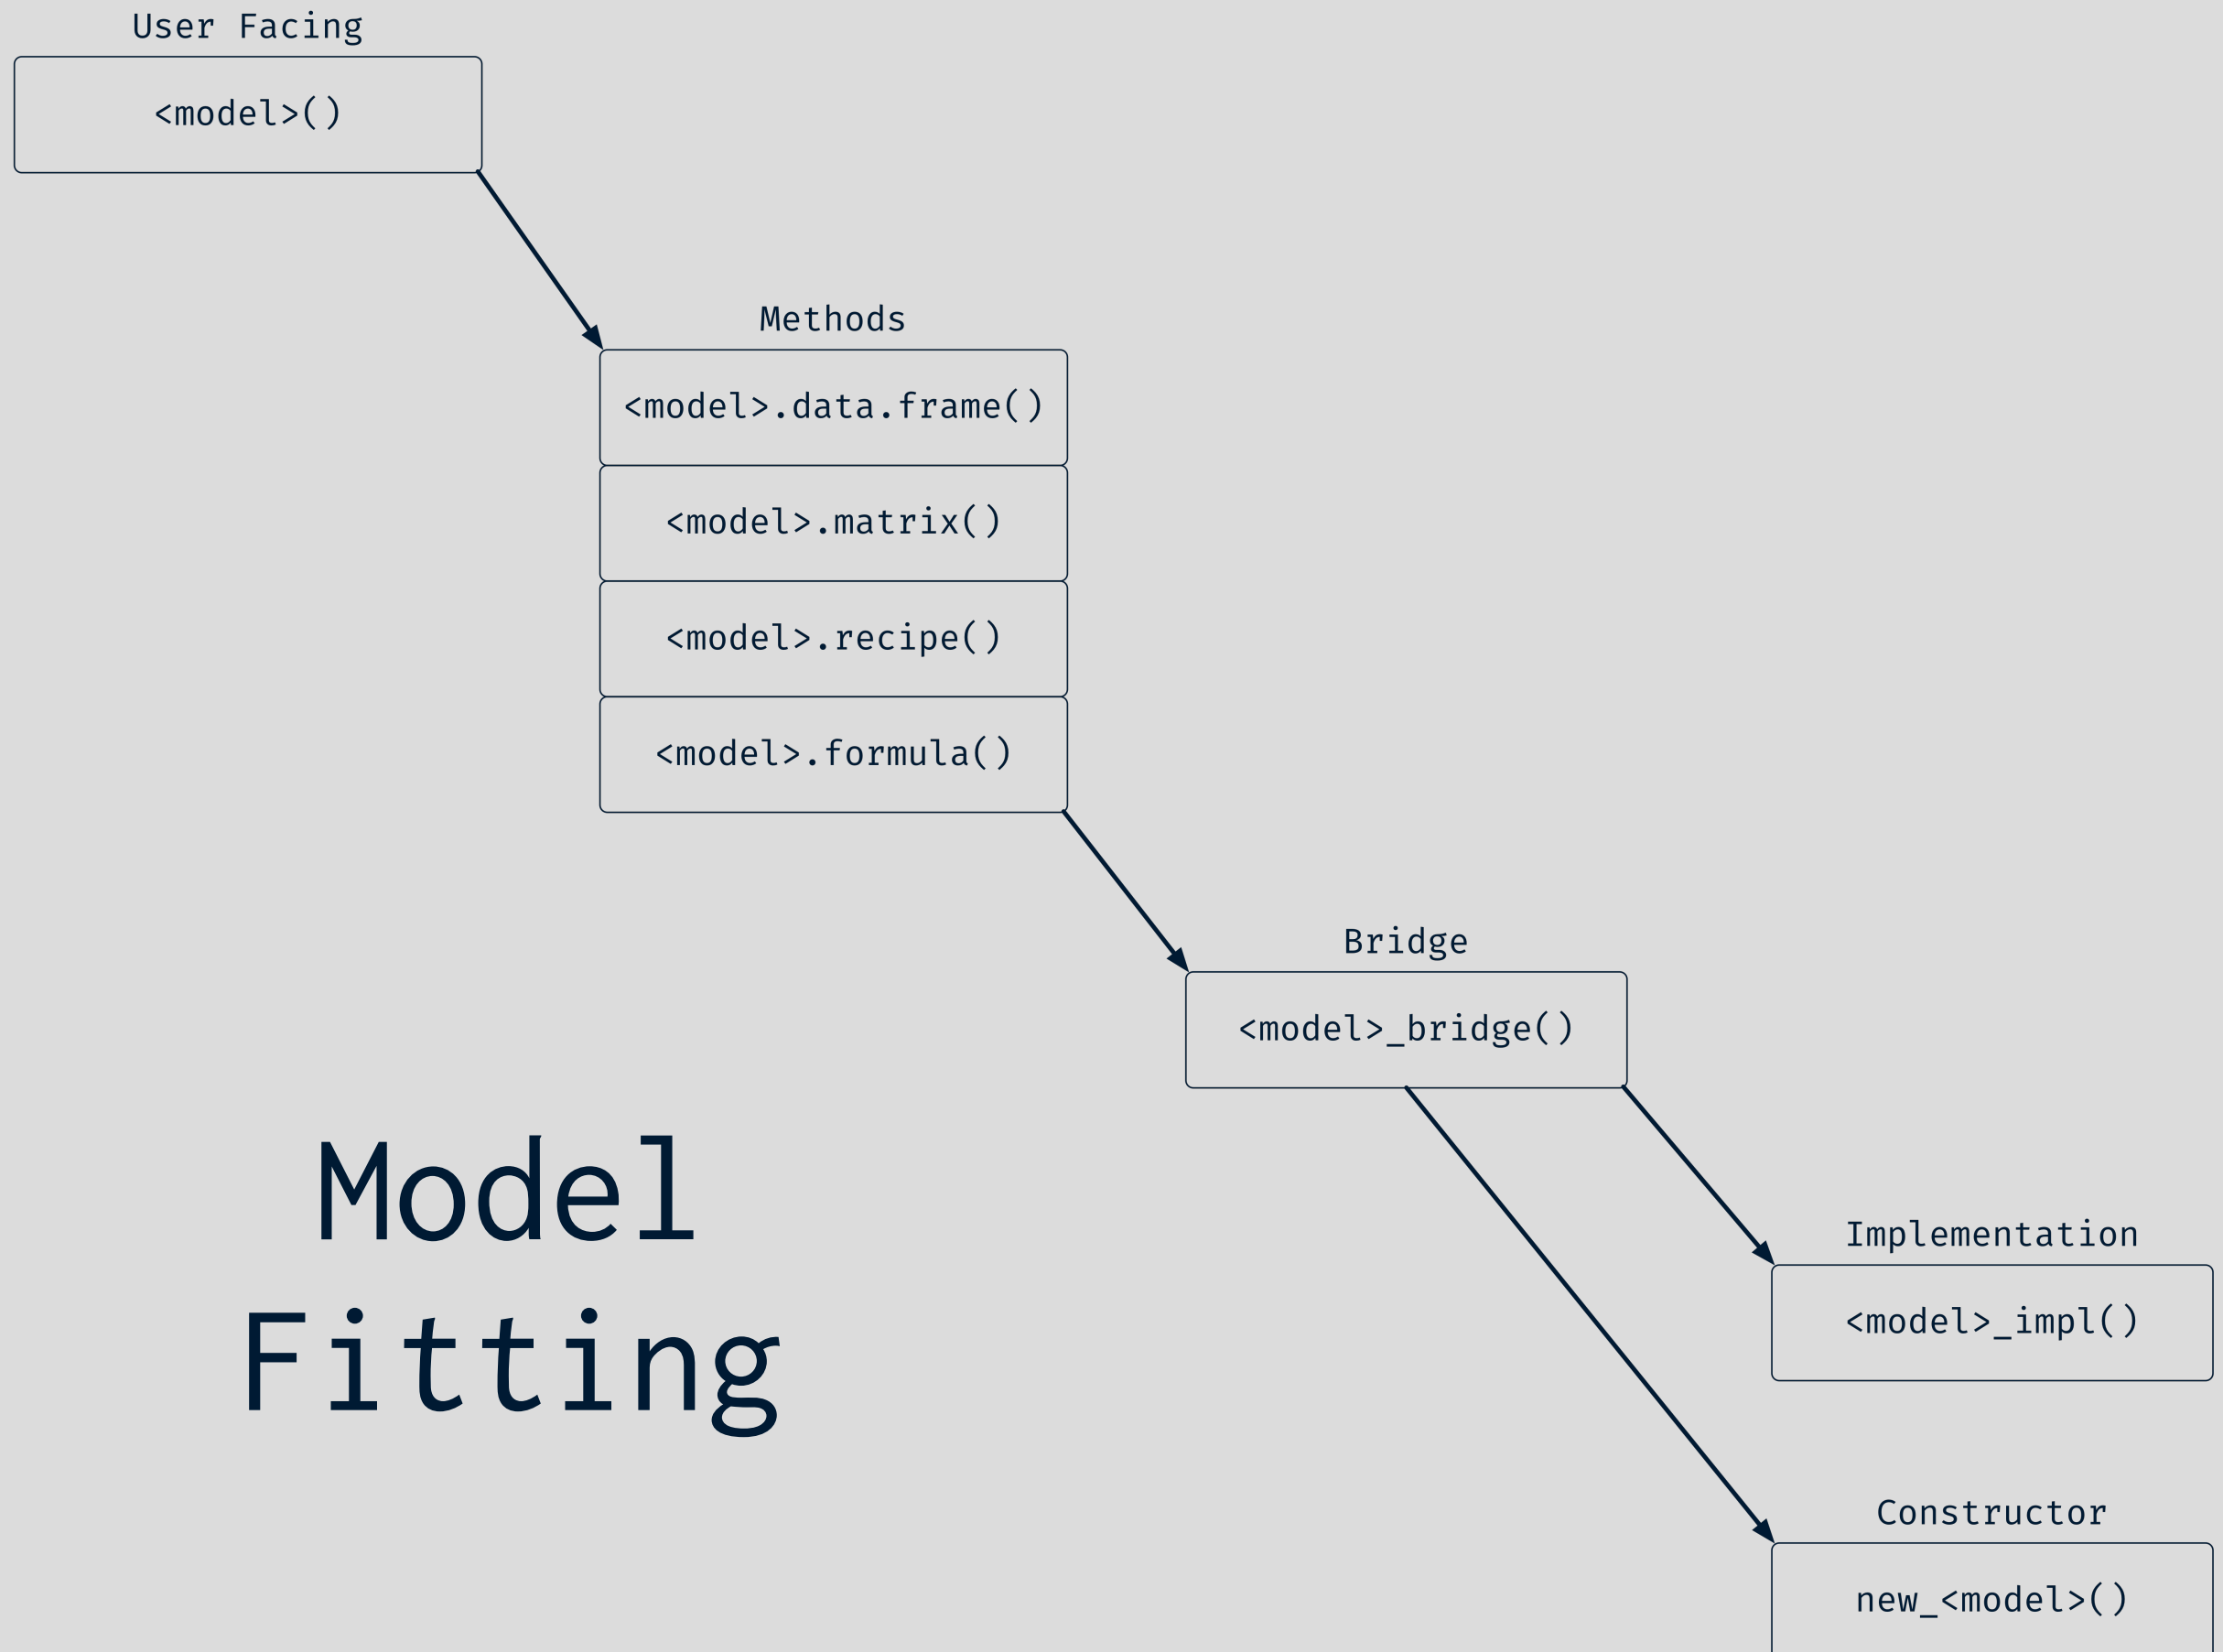 User Facing
<model>()
Methods
<model>.data.frame()
<model>.matrix()
<model>.recipe()
<model>.formula()
Bridge
<model>_bridge()
Model
Fitting
Implementation
<model>_impl()
Constructor
new_<model>()